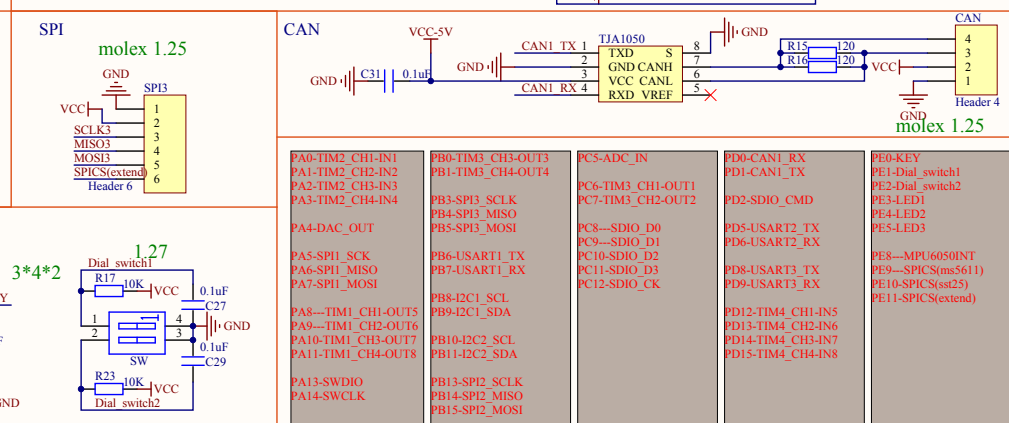 SPI
molex 1.25
GND
SPI3
VCC
1
2
SCLK3
3
MISO3
4
MOSI3
5
SPICS(extend)
6
Header 6
CAN
VCC-5V
GND
C31
0.1uF
TJA1050
CAN1_TX 1 TXD S 8
GND
GND 2 GND CANH 7
3 VCC CANL 6
CAN1_RX 4 RXD VREF 5
R15 120
R16 120
CAN
4
3
VCC
2
1
GND
Header 4
molex 1.25
1.27
3*4*2
Dial_switch1
R17 10K VCC
0.1uF
C27
1
2
4
3
GND
SW
0.1uF
C29
R23 10K VCC
Dial_switch2
Y
F
ND
PA0-TIM2_CH1-IN1
PA1-TIM2_CH2-IN2
PA2-TIM2_CH3-IN3
PA3-TIM2_CH4-IN4
PA4-DAC_OUT
PA5-SPI1_SCK
PA6-SPI1_MISO
PA7-SPI1_MOSI
PA8---TIM1_CH1-OUT5
PA9---TIM1_CH2-OUT6
PA10-TIM1_CH3-OUT7
PA11-TIM1_CH4-OUT8
PA13-SWDIO
PA14-SWCLK
PB0-TIM3_CH3-OUT3
PB1-TIM3_CH4-OUT4
PB3-SPI3_SCLK
PB4-SPI3_MISO
PB5-SPI3_MOSI
PB6-USART1_TX
PB7-USART1_RX
PB8-I2C1_SCL
PB9-I2C1_SDA
PB10-I2C2_SCL
PB11-I2C2_SDA
PB13-SPI2_SCLK
PB14-SPI2_MISO
PB15-SPI2_MOSI
PC5-ADC_IN
PC6-TIM3_CH1-OUT1
PC7-TIM3_CH2-OUT2
PC8---SDIO_D0
PC9---SDIO_D1
PC10-SDIO_D2
PC11-SDIO_D3
PC12-SDIO_CK
PD0-CAN1_RX
PD1-CAN1_TX
PD2-SDIO_CMD
PD5-USART2_TX
PD6-USART2_RX
PD8-USART3_TX
PD9-USART3_RX
PD12-TIM4_CH1-IN5
PD13-TIM4_CH2-IN6
PD14-TIM4_CH3-IN7
PD15-TIM4_CH4-IN8
PE0-KEY
PE1-Dial_switch1
PE2-Dial_switch2
PE3-LED1
PE4-LED2
PE5-LED3
PE8---MPU6050INT
PE9---SPICS(ms5611)
PE10-SPICS(sst25)
PE11-SPICS(extend)